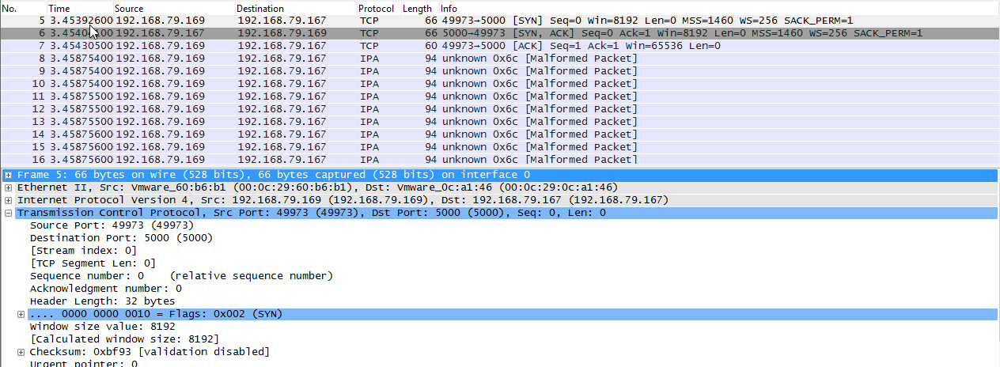 No. Time Source Destination Protocol Length Info
5 3.45392600 192.168.79.169 192.168.79.167 TCP 66 49973→5000 [SYN] Seq=0 Win=8192 Len=0 MSS=1460 WS=256 SACK_PERM=1
6 192.168.79.167 192.168.79.169 TCP 66 5000→49973 [SYN, ACK] Seq=0 Ack=1 Win=8192 Len=0 MSS=1460 WS=256 SACK_PERM=1
7 3.45430500 192.168.79.169 192.168.79.167 TCP 60 49973→5000 [ACK] Seq=1 Ack=1 Win=65536 Len=0
8 3.45875400 192.168.79.169 192.168.79.167 IPA 94 unknown 0x6c [Malformed Packet]
9 3.45875400 192.168.79.169 192.168.79.167 IPA 94 unknown 0x6c [Malformed Packet]
10 3.45875400 192.168.79.169 192.168.79.167 IPA 94 unknown 0x6c [Malformed Packet]
11 3.45875500 192.168.79.169 192.168.79.167 IPA 94 unknown 0x6c [Malformed Packet]
12 3.45875500 192.168.79.169 192.168.79.167 IPA 94 unknown 0x6c [Malformed Packet]
13 3.45875500 192.168.79.169 192.168.79.167 IPA 94 unknown 0x6c [Malformed Packet]
14 3.45875600 192.168.79.169 192.168.79.167 IPA 94 unknown 0x6c [Malformed Packet]
15 3.45875600 192.168.79.169 192.168.79.167 IPA 94 unknown 0x6c [Malformed Packet]
16 3.45875600 192.168.79.169 192.168.79.167 IPA 94 unknown 0x6c [Malformed Packet]
Frame 5: 66 bytes on wire (528 bits), 66 bytes captured (528 bits) on interface 0
Ethernet II, Src: Vmware_60:b6:b1 (00:0c:29:60:b6:b1), Dst: Vmware_0c:a1:46 (00:0c:29:0c:a1:46)
Internet Protocol Version 4, Src: 192.168.79.169 (192.168.79.169), Dst: 192.168.79.167 (192.168.79.167)
Transmission Control Protocol, Src Port: 49973 (49973), Dst Port: 5000 (5000), Seq: 0, Len: 0
Source Port: 49973 (49973)
Destination Port: 5000 (5000)
[Stream index: 0]
[TCP Segment Len: 0]
Sequence number: 0 (relative sequence number)
Acknowledgment number: 0
Header Length: 32 bytes
.... 0000 0000 0010 = Flags: 0x002 (SYN)
Window size value: 8192
[Calculated window size: 8192]
Checksum: 0xbf93 [validation disabled]
Urgent pointer: 0